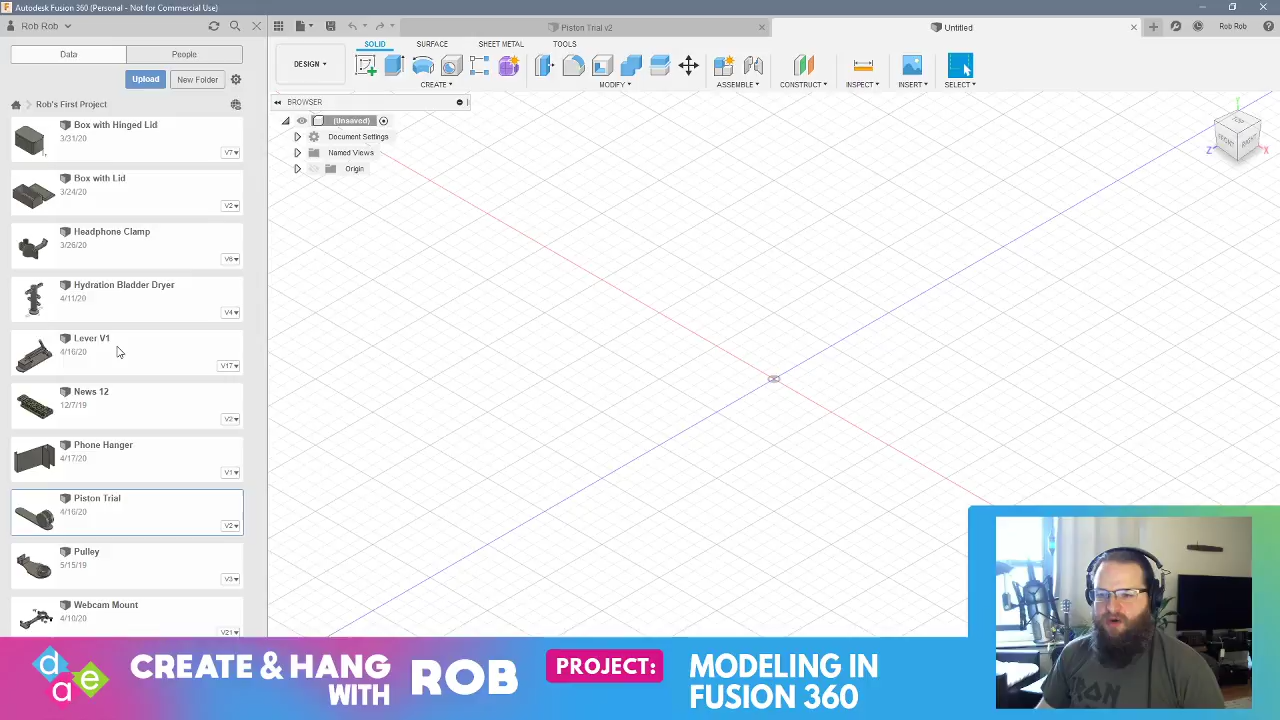 Autodesk Fusion 360 (Personal - Not for Commercial Use)
Rob Rob
Piston Trial v2
Untitled
Rob Rob
Data
People
Upload
New Folder
Rob's First Project
Box with Hinged Lid
3/31/20
V7
Box with Lid
3/24/20
V2
Headphone Clamp
3/26/20
V6
Hydration Bladder Dryer
4/11/20
V4
Lever V1
4/16/20
V17
News 12
12/7/19
V2
Phone Hanger
4/17/20
V1
Piston Trial
4/16/20
V2
Pulley
5/15/19
V3
Webcam Mount
4/10/20
V21
DESIGN
SOLID
SURFACE
SHEET METAL
TOOLS
CREATE
MODIFY
ASSEMBLE
CONSTRUCT
INSPECT
INSERT
SELECT
BROWSER
(Unsaved)
Document Settings
Named Views
Origin
TOP
FRONT
RIGHT
Y
Z
X
d
a e
CREATE & HANG
WITH
ROB
PROJECT:
MODELING IN
FUSION 360